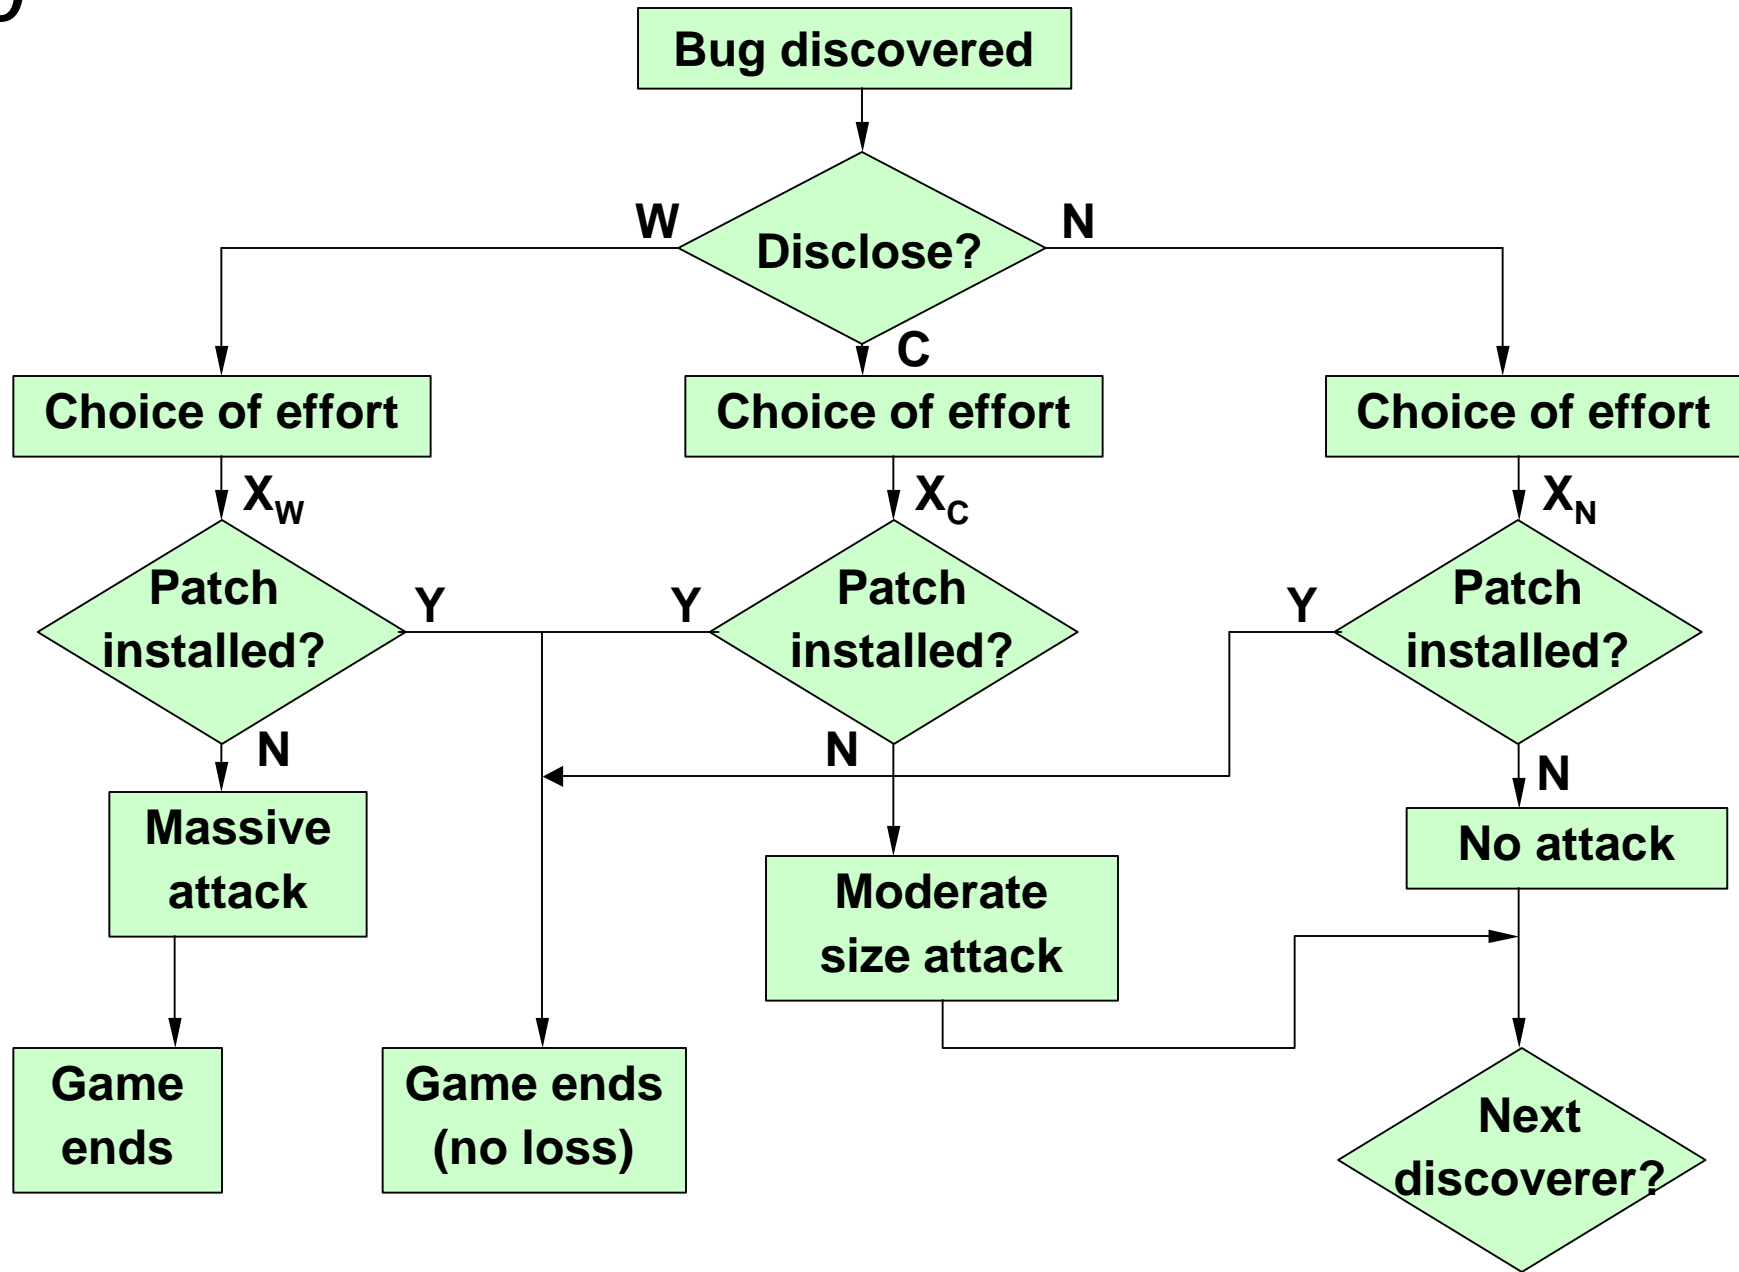 Bug discovered
W
N
Disclose?
C
Choice of effort
Choice of effort
Choice of effort
X_W
X_C
X_N
Patch
installed?
Y
Y
Patch
installed?
Y
Patch
installed?
N
N
N
Massive
attack
No attack
Moderate
size attack
Game
ends
Game ends
(no loss)
Next
discoverer?